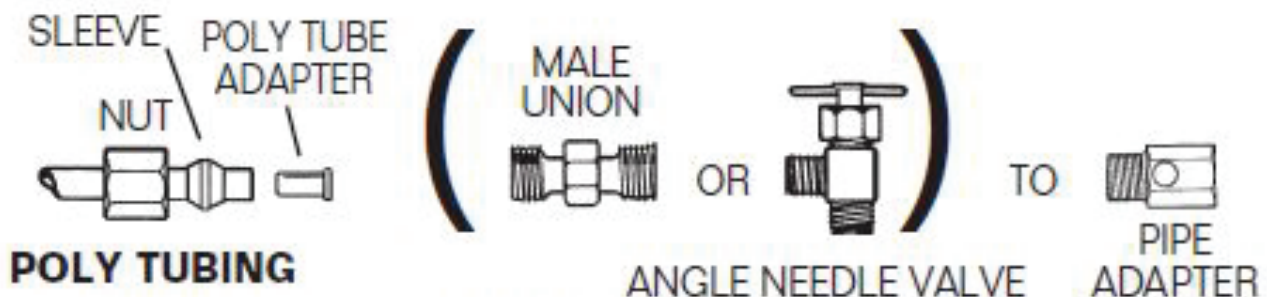 SLEEVE
POLY TUBE
ADAPTER
NUT
POLY TUBING
MALE
UNION
OR
ANGLE NEEDLE VALVE
TO
PIPE
ADAPTER